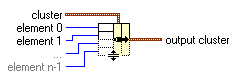 cluster
element 0
element 1
...
element n-1
output cluster